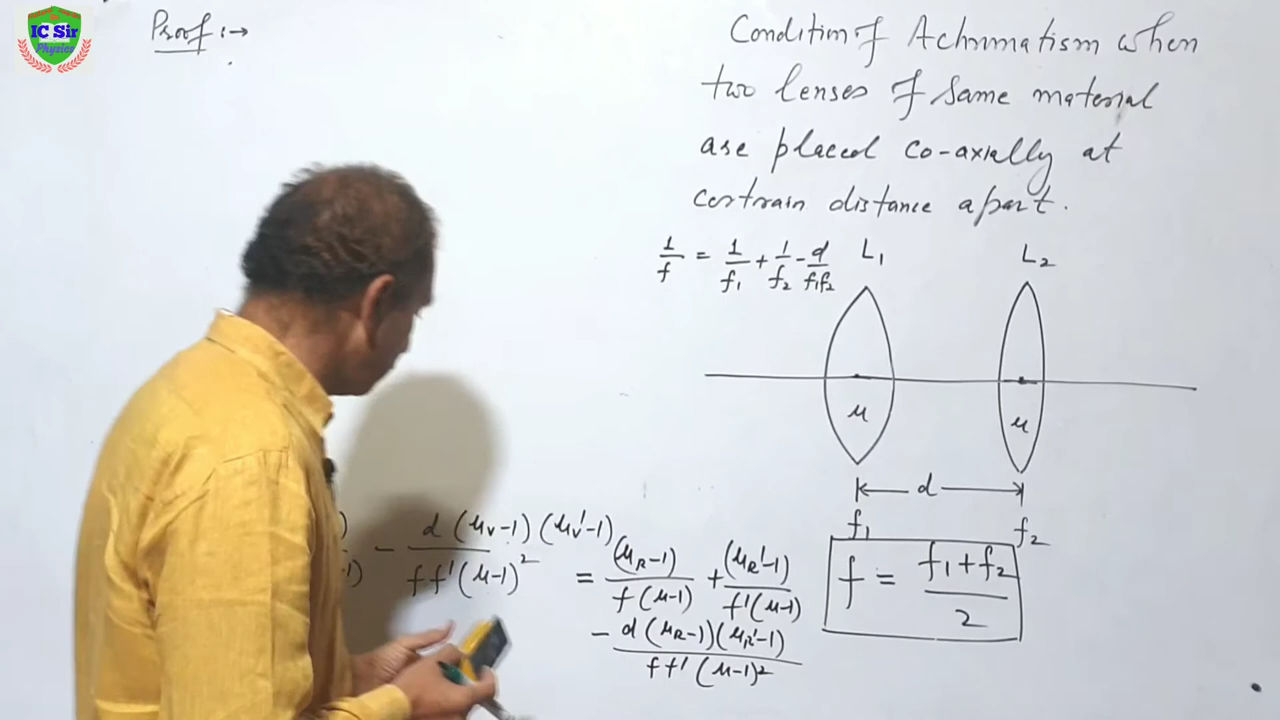 IC Sir
Physics
Proof :→
Condition of Achromatism when
two lenses of same material
are placed co-axially at
certrain distance apart.
1/f = 1/f₁ + 1/f₂ - d/f₁f₂
L₁
L₂
μ
μ
d
f₁
f₂
f = (f₁+f₂)/2
- d(μᵥ-1)(μᵥ'-1)/ff'(μ-1)²
= (μR-1)/f(μ-1) + (μR'-1)/f'(μ-1)
- d(μR-1)(μR'-1)/ff'(μ-1)²